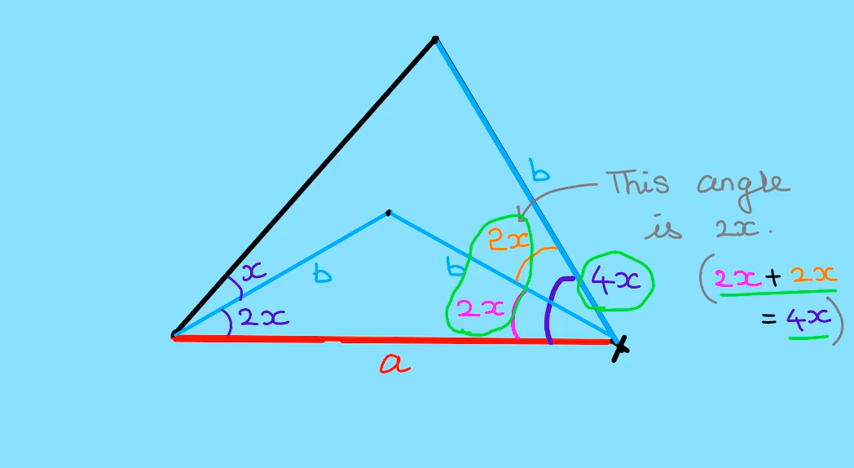 b
This angle
is 2x.
2x
x
b
b
4x
(2x + 2x
2x
2x
= 4x)
a